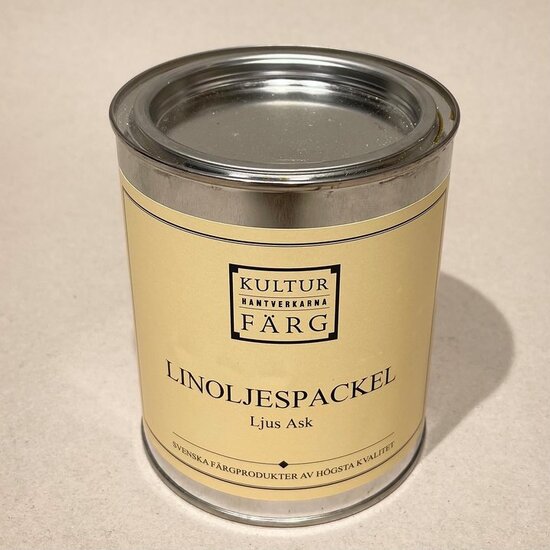 KULTUR
HANTVERKARNA
FÄRG
LINOLJESPACKEL
Ljus Ask
SVENSKA FÄRGPRODUKTER AV HÖGSTA KVALITET